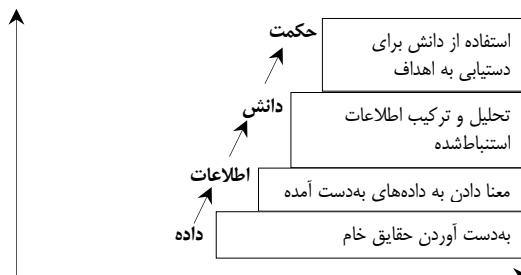 حکمت
استفاده از دانش برای
دستیابی به اهداف
دانش
تحلیل و ترکیب اطلاعات
استنباط‌شده
اطلاعات
معنا دادن به داده‌های به‌دست آمده
داده
به‌دست آوردن حقایق خام